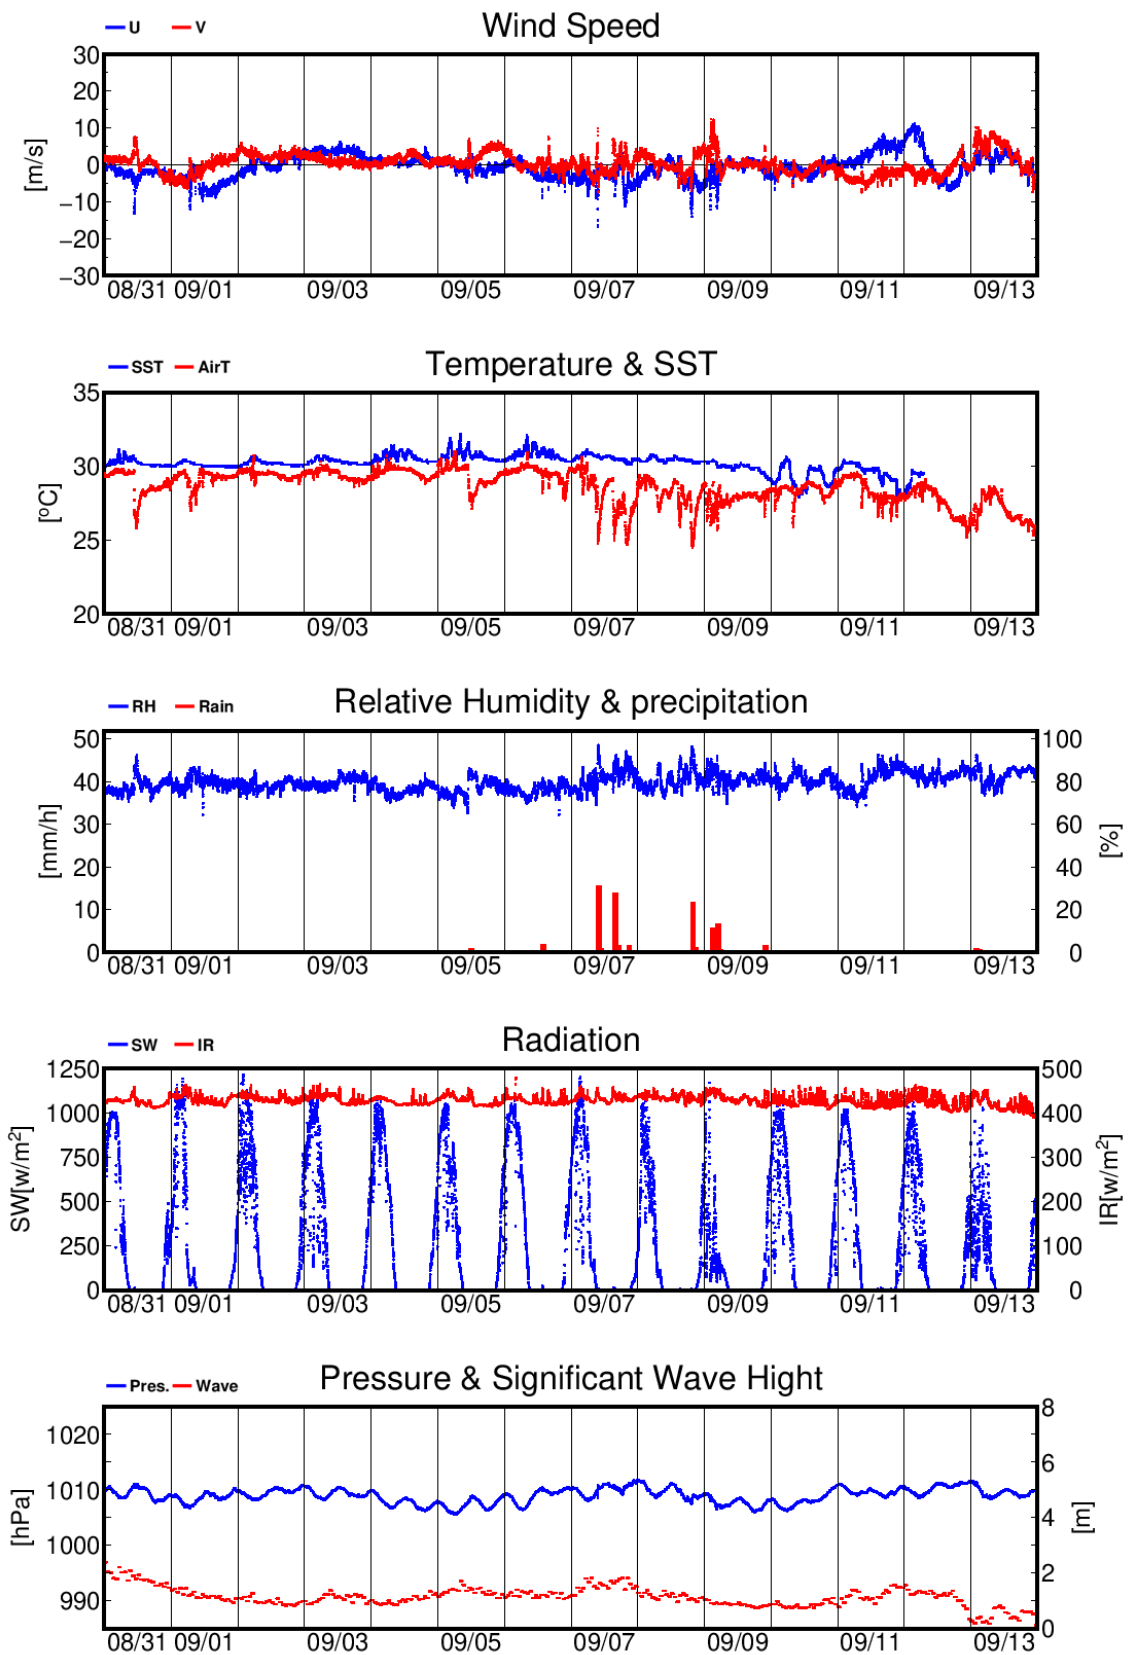 Wind Speed
U V
30
20
10
0
−10
−20
−30
[m/s]
08/31 09/01 09/03 09/05 09/07 09/09 09/11 09/13
Temperature & SST
SST AirT
35
30
25
20
[ºC]
08/31 09/01 09/03 09/05 09/07 09/09 09/11 09/13
Relative Humidity & precipitation
RH Rain
50 100
40 80
30 60
20 40
10 20
0 0
[mm/h] [%]
08/31 09/01 09/03 09/05 09/07 09/09 09/11 09/13
Radiation
SW IR
1250 500
1000 400
750 300
500 200
250 100
0 0
SW[w/m²] IR[w/m²]
08/31 09/01 09/03 09/05 09/07 09/09 09/11 09/13
Pressure & Significant Wave Hight
Pres. Wave
8
1020
6
1010
4
1000
2
990
0
[hPa] [m]
08/31 09/01 09/03 09/05 09/07 09/09 09/11 09/13